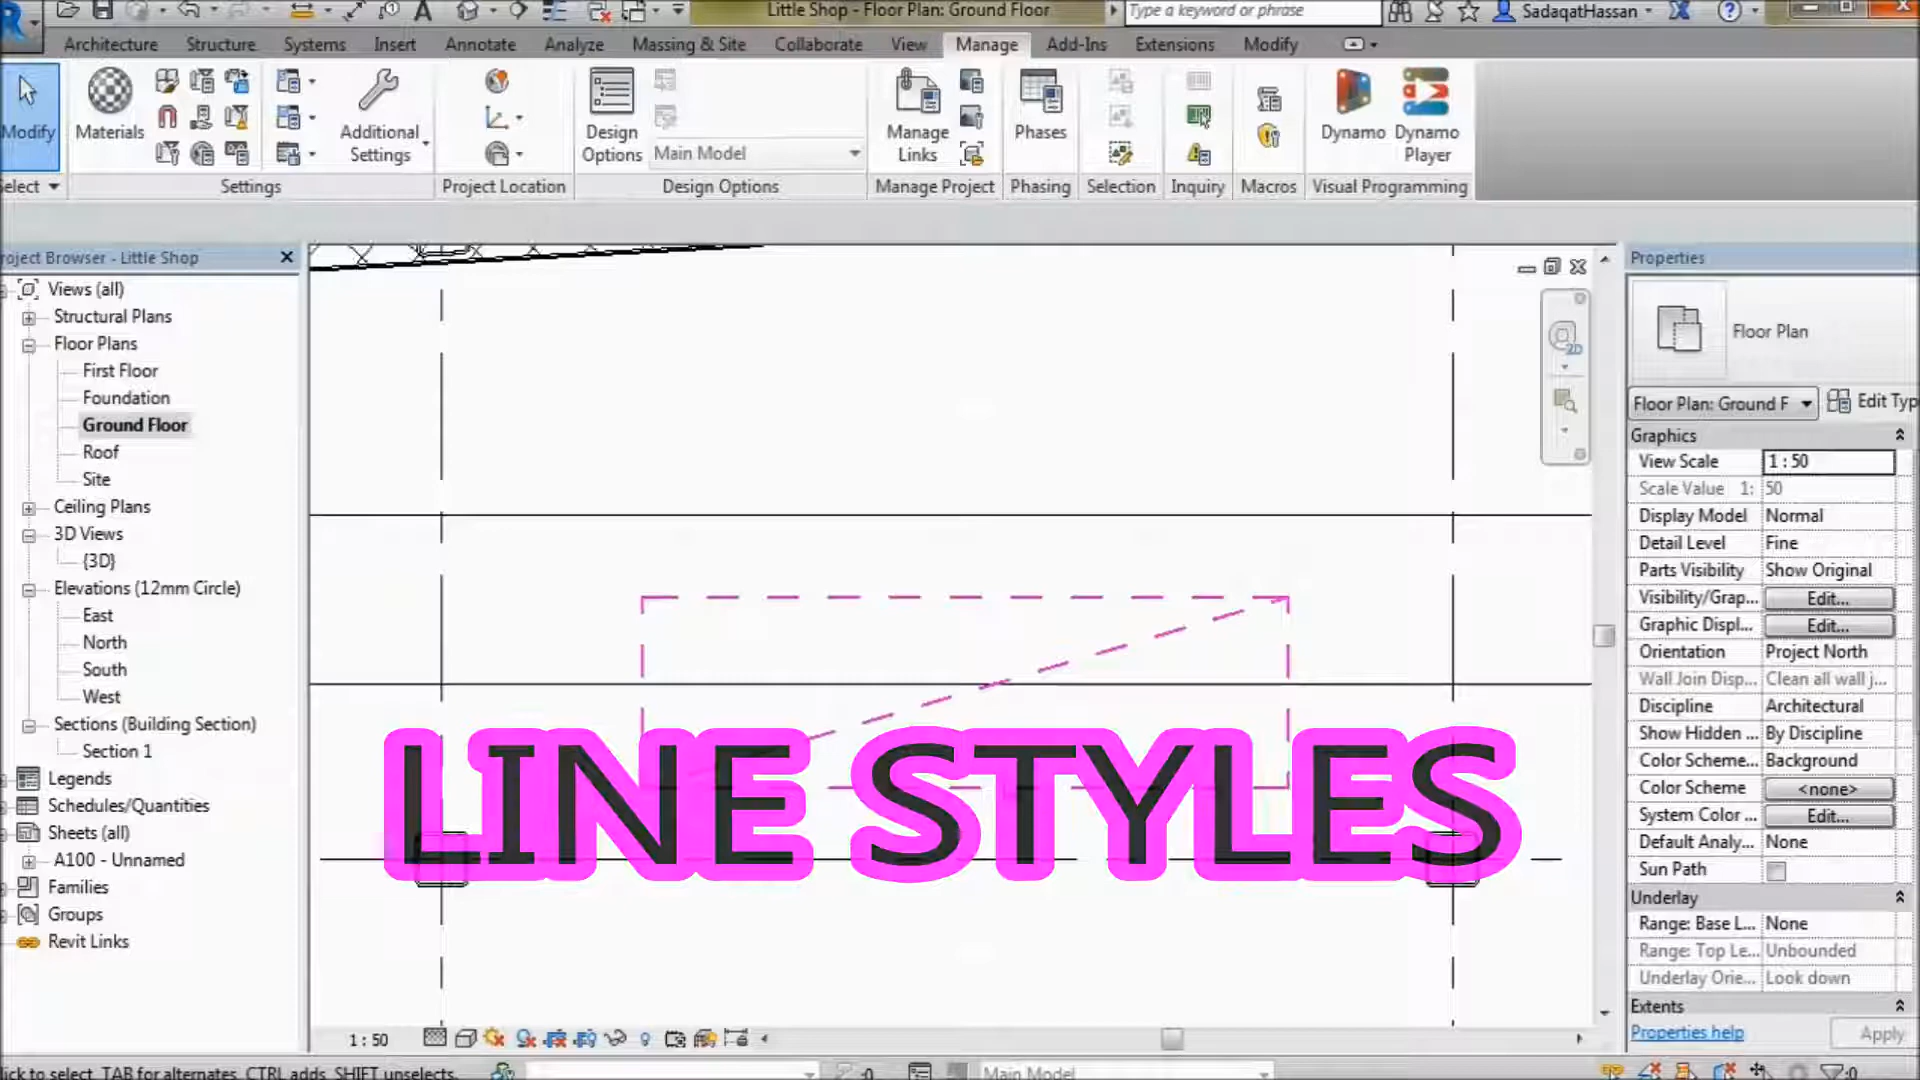 Little Shop - Floor Plan: Ground Floor
Type a keyword or phrase
SadaqatHassan
Architecture Structure Systems Insert Annotate Analyze Massing & Site Collaborate View Manage Add-Ins Extensions Modify
Modify
Materials
Additional Settings
Design Options
Main Model
Manage Links
Phases
Dynamo
Dynamo Player
Select
Settings
Project Location
Design Options
Manage Project
Phasing
Selection
Inquiry
Macros
Visual Programming
roject Browser - Little Shop
Views (all)
Structural Plans
Floor Plans
First Floor
Foundation
Ground Floor
Roof
Site
Ceiling Plans
3D Views
{3D}
Elevations (12mm Circle)
East
North
South
West
Sections (Building Section)
Section 1
Legends
Schedules/Quantities
Sheets (all)
A100 - Unnamed
Families
Groups
Revit Links
2D
LINE STYLES
1 : 50
Properties
Floor Plan
Floor Plan: Ground F
Edit Typ
Graphics
View Scale 1 : 50
Scale Value 1: 50
Display Model Normal
Detail Level Fine
Parts Visibility Show Original
Visibility/Grap... Edit...
Graphic Displ... Edit...
Orientation Project North
Wall Join Disp... Clean all wall j...
Discipline Architectural
Show Hidden ... By Discipline
Color Scheme... Background
Color Scheme <none>
System Color ... Edit...
Default Analy... None
Sun Path
Underlay
Range: Base L... None
Range: Top Le... Unbounded
Underlay Orie... Look down
Extents
Properties help
Apply
lick to select, TAB for alternates, CTRL adds, SHIFT unselects.
:0
Main Model
:0